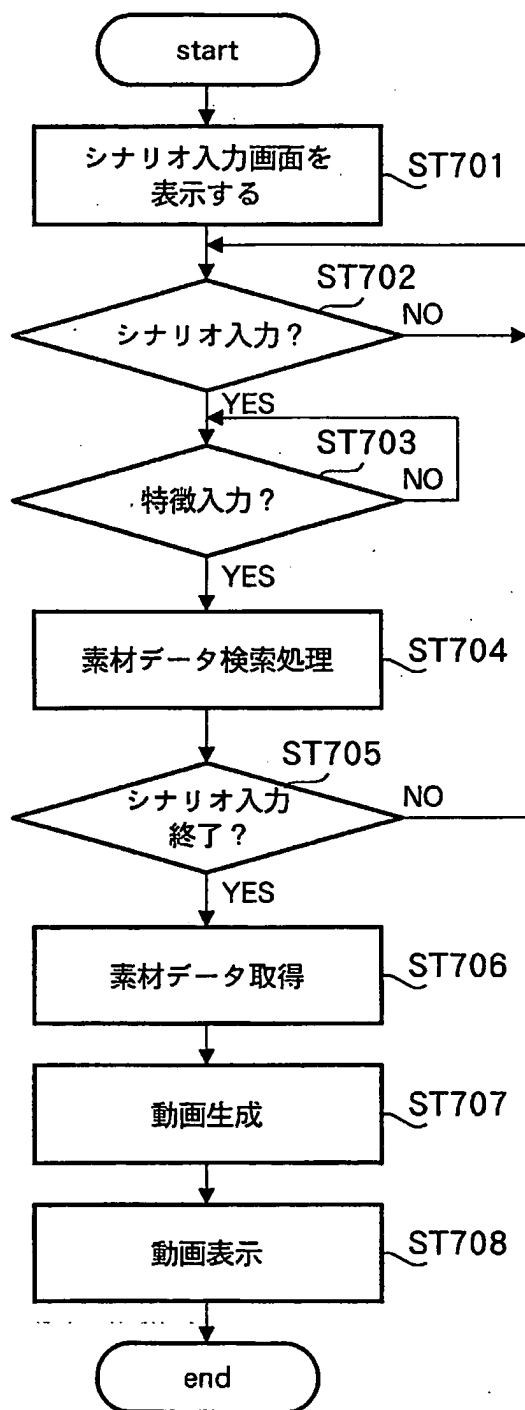 start
シナリオ入力画面を
表示する
ST701
ST702
シナリオ入力？
NO
YES
ST703
特徴入力？
NO
YES
素材データ検索処理
ST704
ST705
シナリオ入力
終了？
NO
YES
素材データ取得
ST706
動画生成
ST707
動画表示
ST708
end